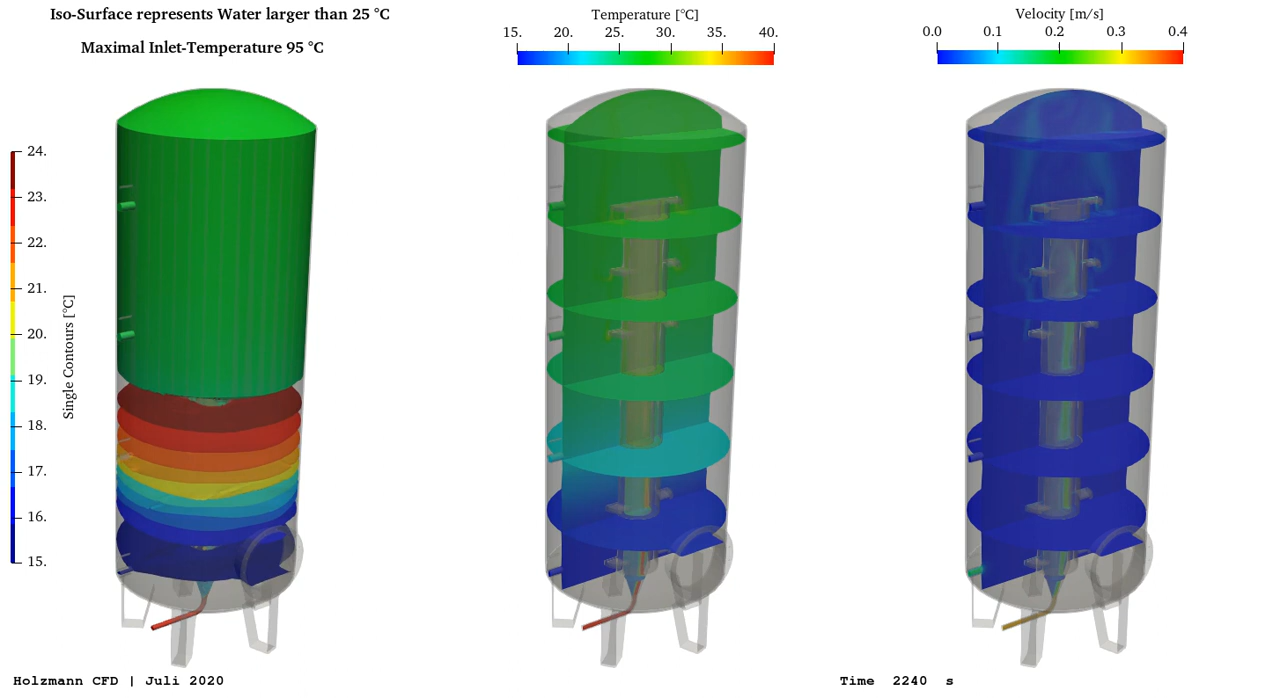 Iso-Surface represents Water larger than 25 °C
Maximal Inlet-Temperature 95 °C
24.
23.
22.
21.
20.
19.
18.
17.
16.
15.
Single Contours [°C]
Temperature [°C]
15. 20. 25. 30. 35. 40.
Velocity [m/s]
0.0 0.1 0.2 0.3 0.4
Holzmann CFD | Juli 2020
Time 2240 s